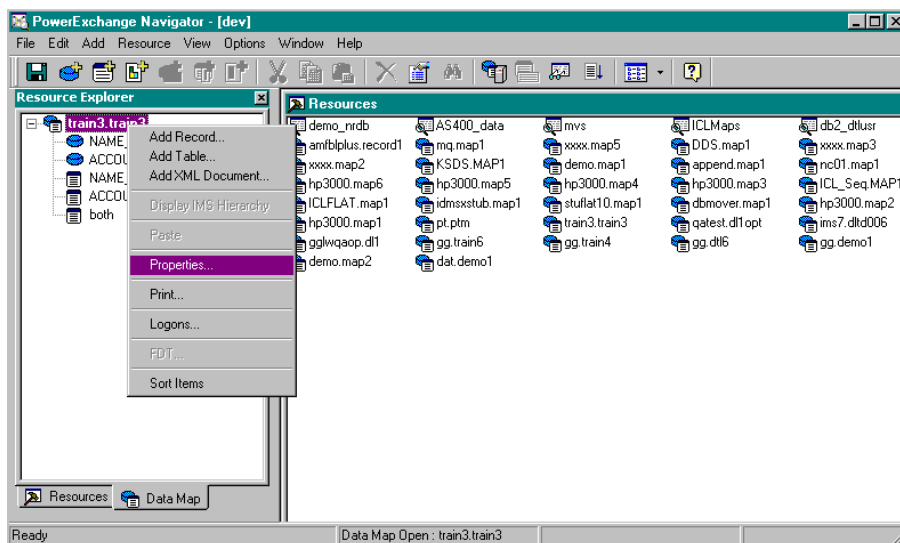 PowerExchange Navigator - [dev]
File Edit Add Resource View Options Window Help
Resource Explorer
Resources
train3.train3
NAME_
ACCOU
NAME_
ACCOU
both
Add Record...
Add Table...
Add XML Document...
Display IMS Hierarchy
Paste
Properties...
Print...
Logons...
FDT...
Sort Items
demo_nrdb AS400_data mvs ICLMaps db2_dtlusr
amfblplus.record1 mq.map1 xxxx.map5 DDS.map1 xxxx.map3
xxxx.map2 KSDS.MAP1 demo.map1 append.map1 nc01.map1
hp3000.map6 hp3000.map5 hp3000.map4 hp3000.map3 ICL_Seq.MAP1
ICLFLAT.map1 idmsxstub.map1 stuflat10.map1 dbmover.map1 hp3000.map2
hp3000.map1 pt.ptm train3.train3 qatest.dl1opt ims7.dltd006
gglwqaop.dl1 gg.train6 gg.train4 gg.dtl6 gg.demo1
demo.map2 dat.demo1
Resources Data Map
Ready Data Map Open : train3.train3